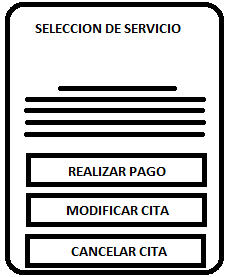 SELECCION DE SERVICIO
REALIZAR PAGO
MODIFICAR CITA
CANCELAR CITA